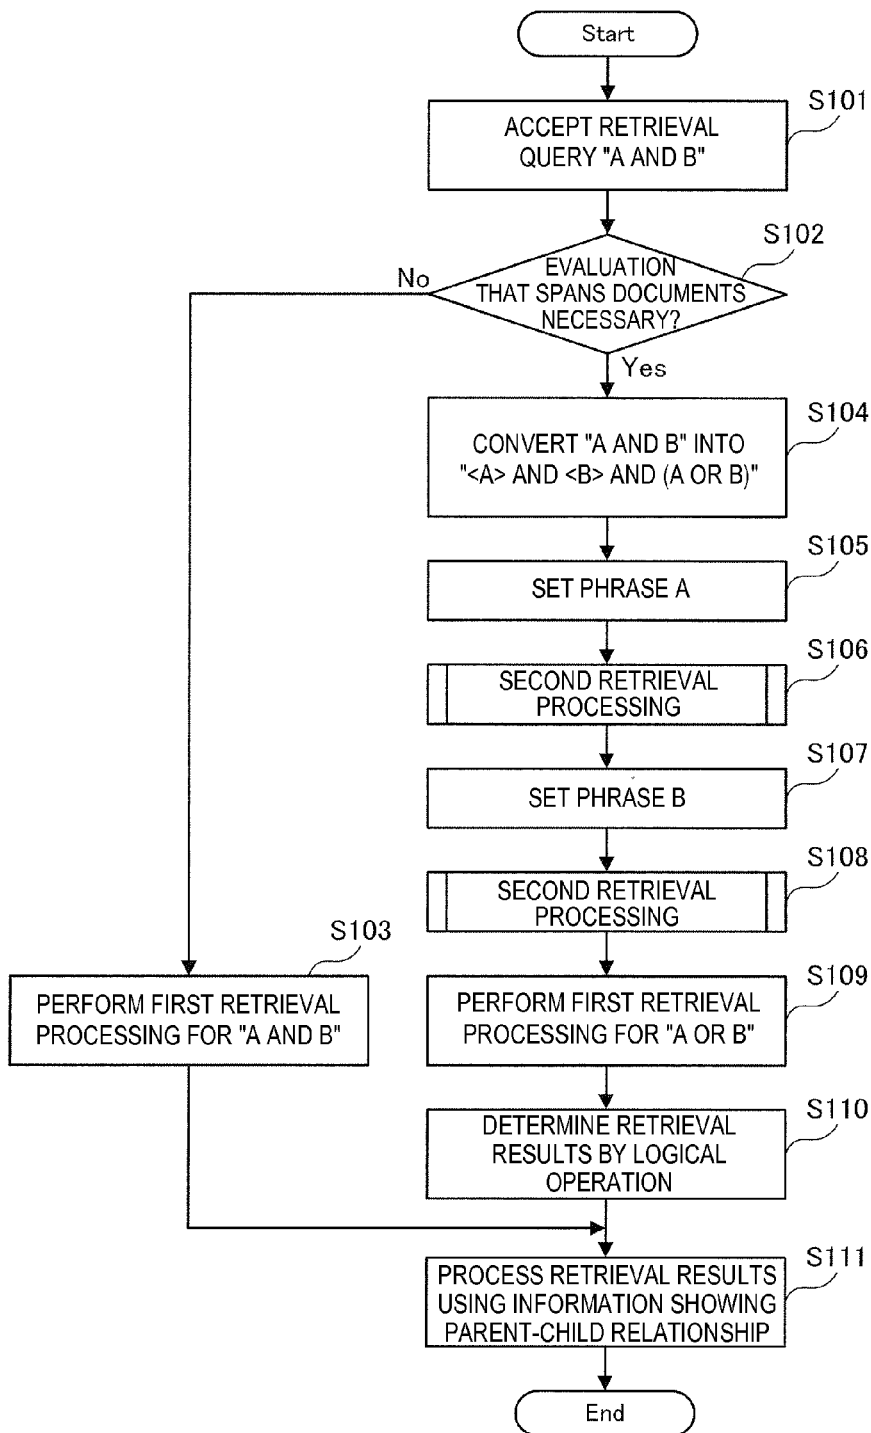 Start
S101
ACCEPT RETRIEVAL
QUERY "A AND B"
S102
EVALUATION
THAT SPANS DOCUMENTS
NECESSARY?
No
Yes
S104
CONVERT "A AND B" INTO
"<A> AND <B> AND (A OR B)"
S105
SET PHRASE A
S106
SECOND RETRIEVAL
PROCESSING
S107
SET PHRASE B
S108
SECOND RETRIEVAL
PROCESSING
S103
PERFORM FIRST RETRIEVAL
PROCESSING FOR "A AND B"
S109
PERFORM FIRST RETRIEVAL
PROCESSING FOR "A OR B"
S110
DETERMINE RETRIEVAL
RESULTS BY LOGICAL
OPERATION
S111
PROCESS RETRIEVAL RESULTS
USING INFORMATION SHOWING
PARENT-CHILD RELATIONSHIP
End